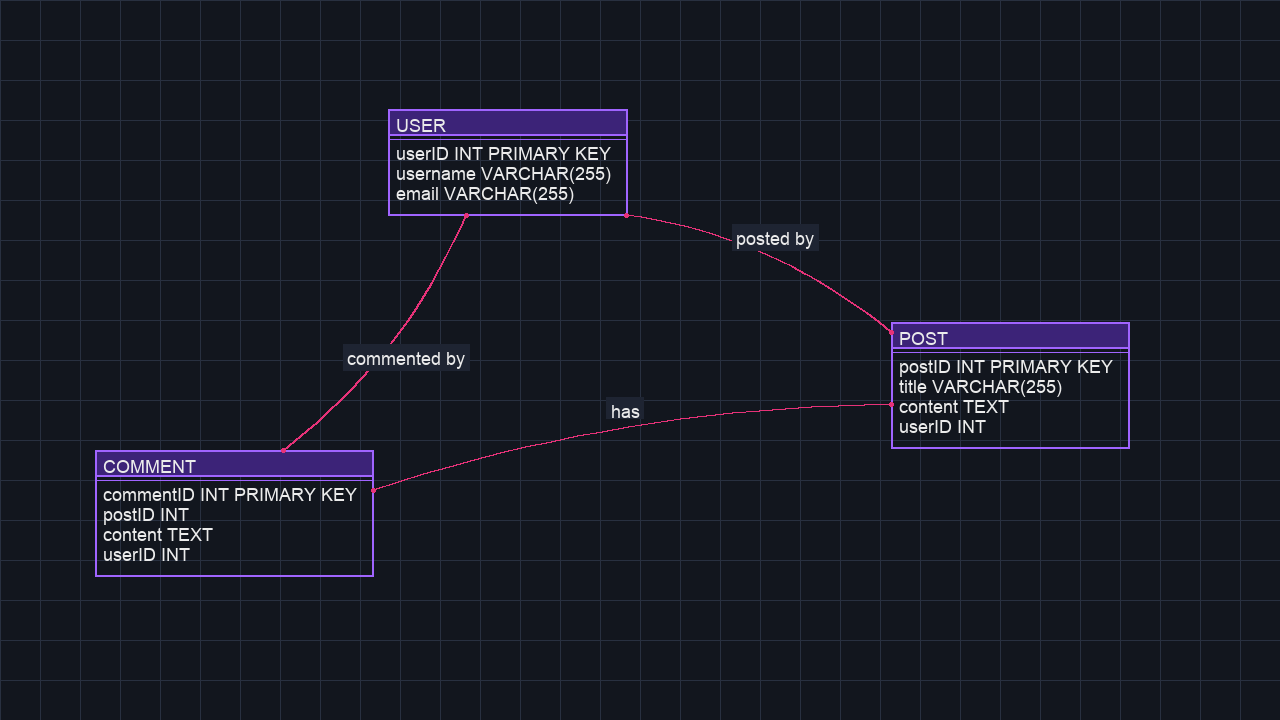 USER
userID INT PRIMARY KEY
username VARCHAR(255)
email VARCHAR(255)
posted by
POST
postID INT PRIMARY KEY
title VARCHAR(255)
content TEXT
userID INT
commented by
has
COMMENT
commentID INT PRIMARY KEY
postID INT
content TEXT
userID INT